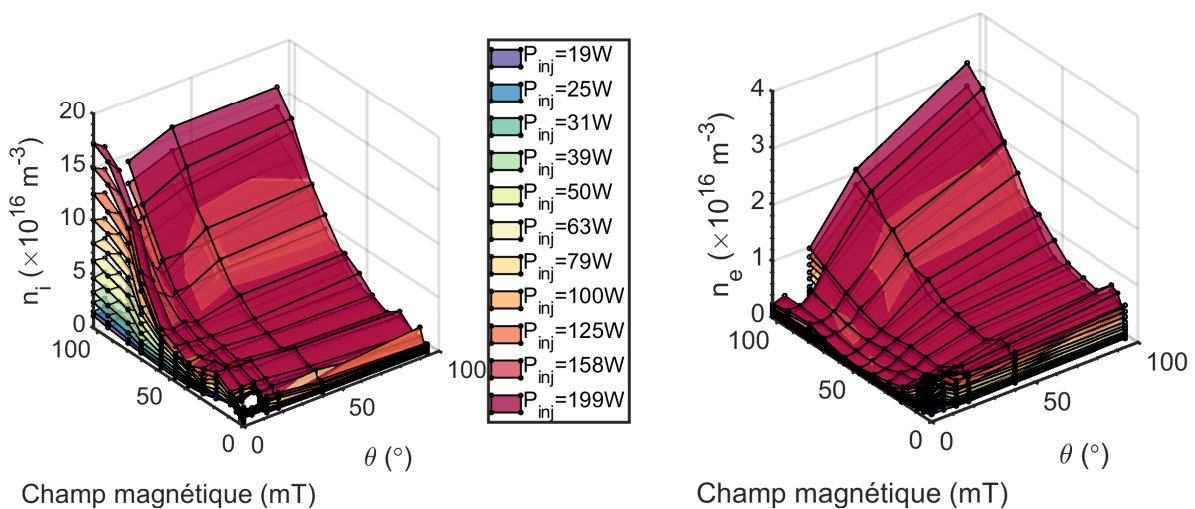 20
15
10
5
0
n_i (×10^16 m^-3)
100
50
0
0
50
100
θ (°)
Champ magnétique (mT)
P_inj=19W
P_inj=25W
P_inj=31W
P_inj=39W
P_inj=50W
P_inj=63W
P_inj=79W
P_inj=100W
P_inj=125W
P_inj=158W
P_inj=199W
4
3
2
1
0
n_e (×10^16 m^-3)
100
50
0
0
50
100
θ (°)
Champ magnétique (mT)